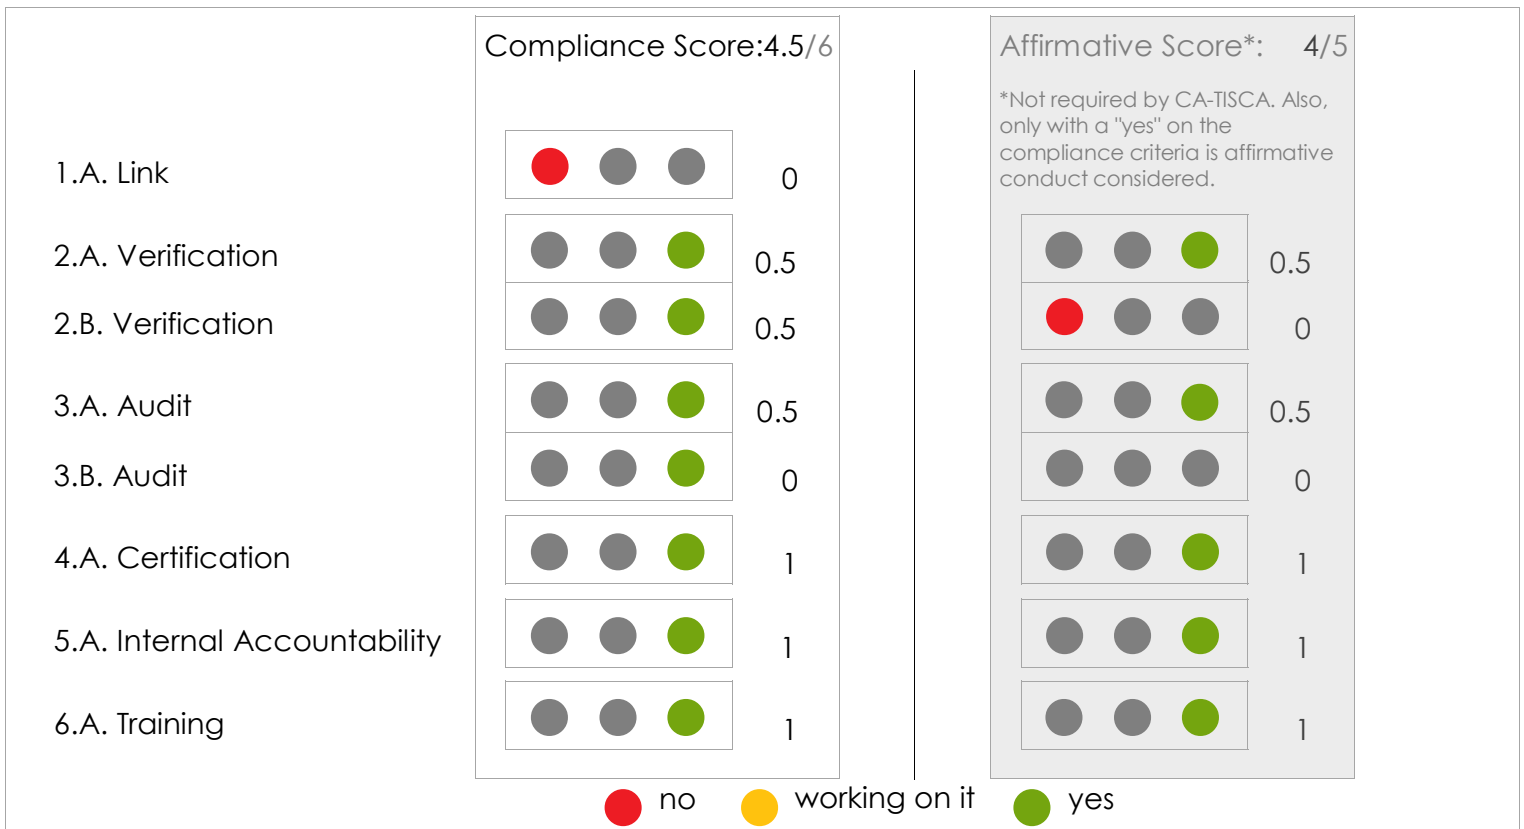 Compliance Score:4.5/6
Affirmative Score*: 4/5
*Not required by CA-TISCA. Also,
only with a "yes" on the
compliance criteria is affirmative
conduct considered.
1.A. Link 0
2.A. Verification 0.5 0.5
2.B. Verification 0.5 0
3.A. Audit 0.5 0.5
3.B. Audit 0 0
4.A. Certification 1 1
5.A. Internal Accountability 1 1
6.A. Training 1 1
no working on it yes